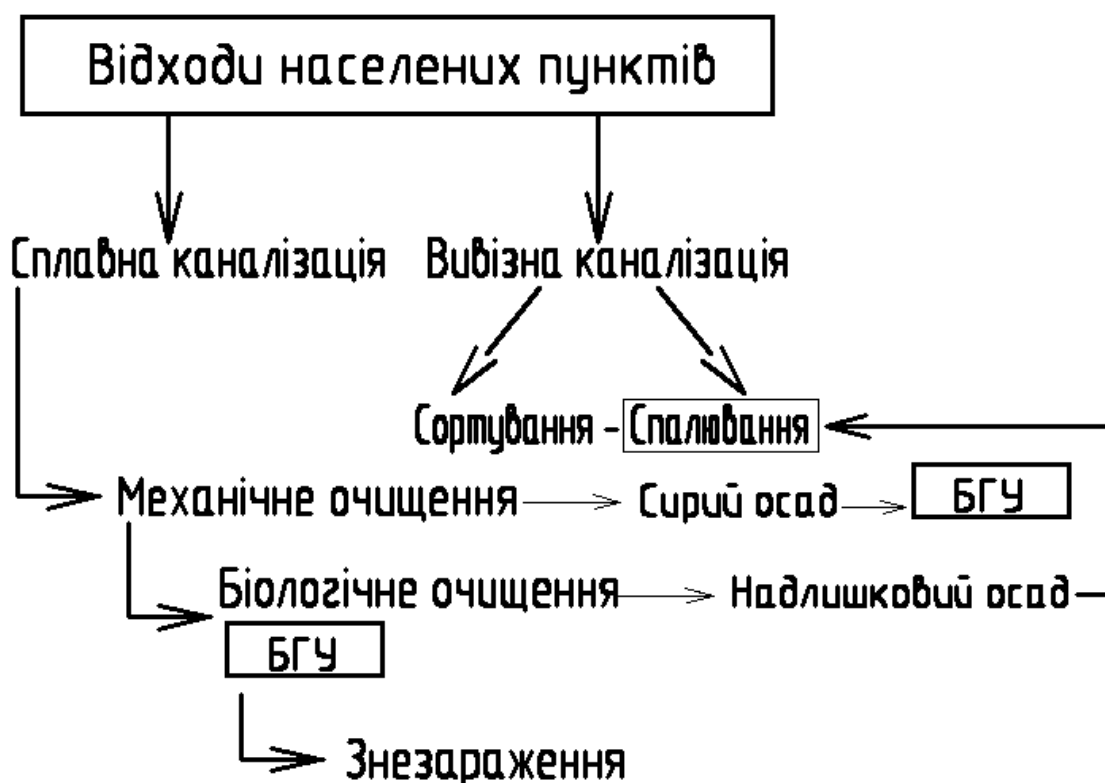 Відходи населених пунктів
Сплавна каналізація Вивізна каналізація
Сортування - Спалювання
Механічне очищення Сирий осад БГУ
Біологічне очищення Надлишковий осад
БГУ
Знезараження